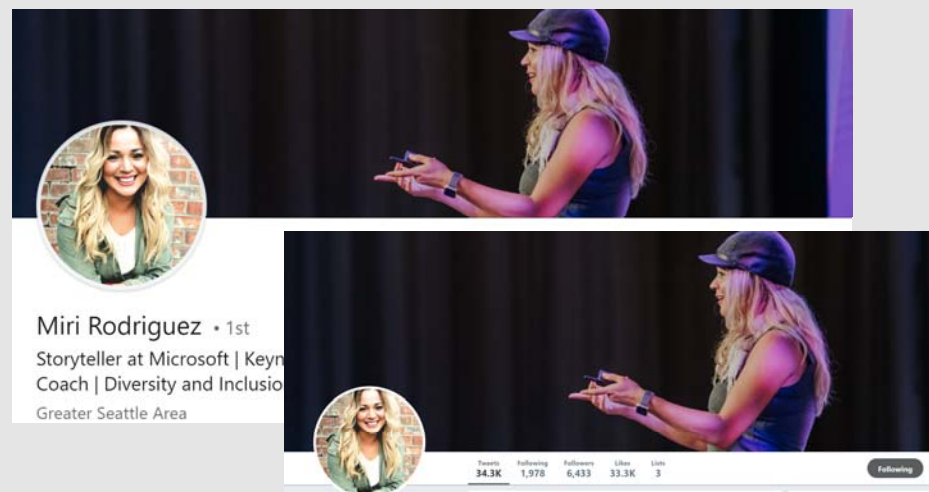 Miri Rodriguez • 1st
Storyteller at Microsoft | Keyn
Coach | Diversity and Inclusio
Greater Seattle Area
Tweets Following Followers Likes Lists
34.3K 1,978 6,433 33.3K 3
Following